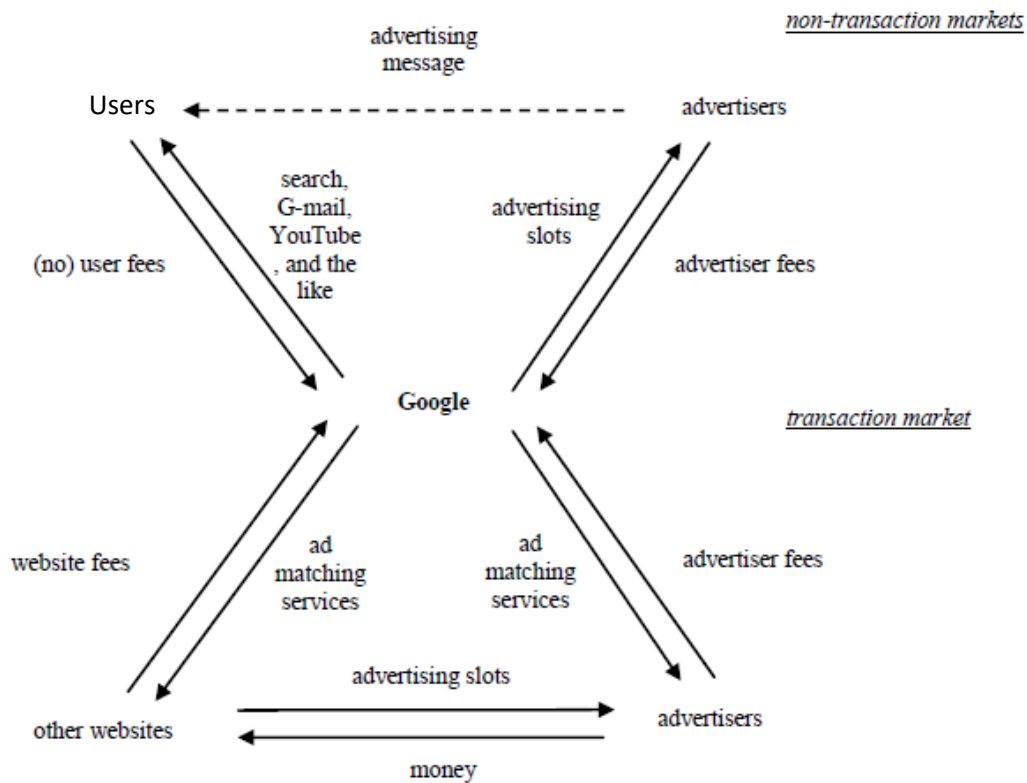 non-transaction markets
advertising
message
Users
advertisers
search,
G-mail,
YouTube
, and the
like
advertising
slots
(no) user fees
advertiser fees
Google
transaction market
website fees
ad
matching
services
ad
matching
services
advertiser fees
advertising slots
other websites
advertisers
money